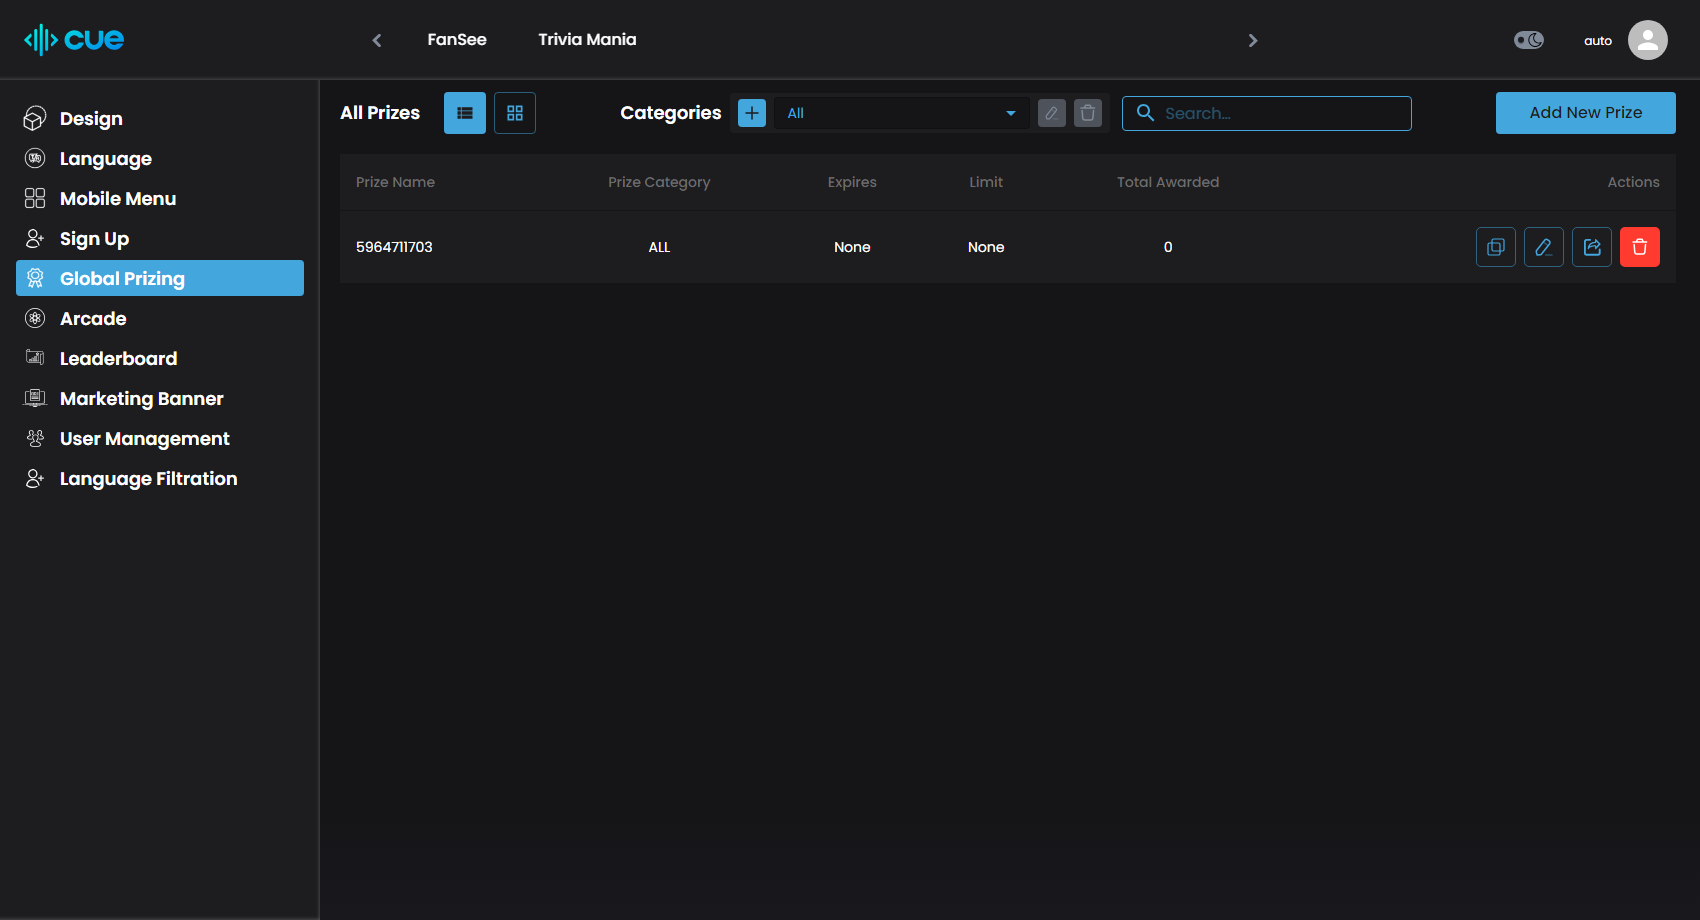 cue
FanSee Trivia Mania
auto
Design
Language
Mobile Menu
Sign Up
Global Prizing
Arcade
Leaderboard
Marketing Banner
User Management
Language Filtration
All Prizes Categories All Search... Add New Prize
Prize Name Prize Category Expires Limit Total Awarded Actions
5964711703 ALL None None 0